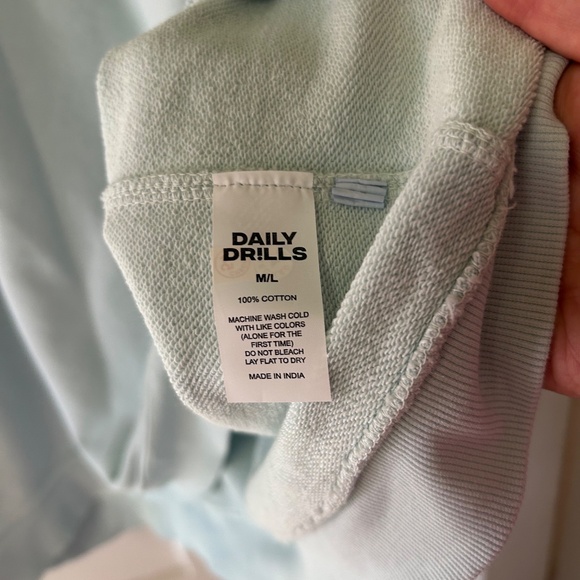 DAILY
DR!LLS
M/L
100% COTTON
MACHINE WASH COLD
WITH LIKE COLORS
(ALONE FOR THE
FIRST TIME)
DO NOT BLEACH
LAY FLAT TO DRY
MADE IN INDIA